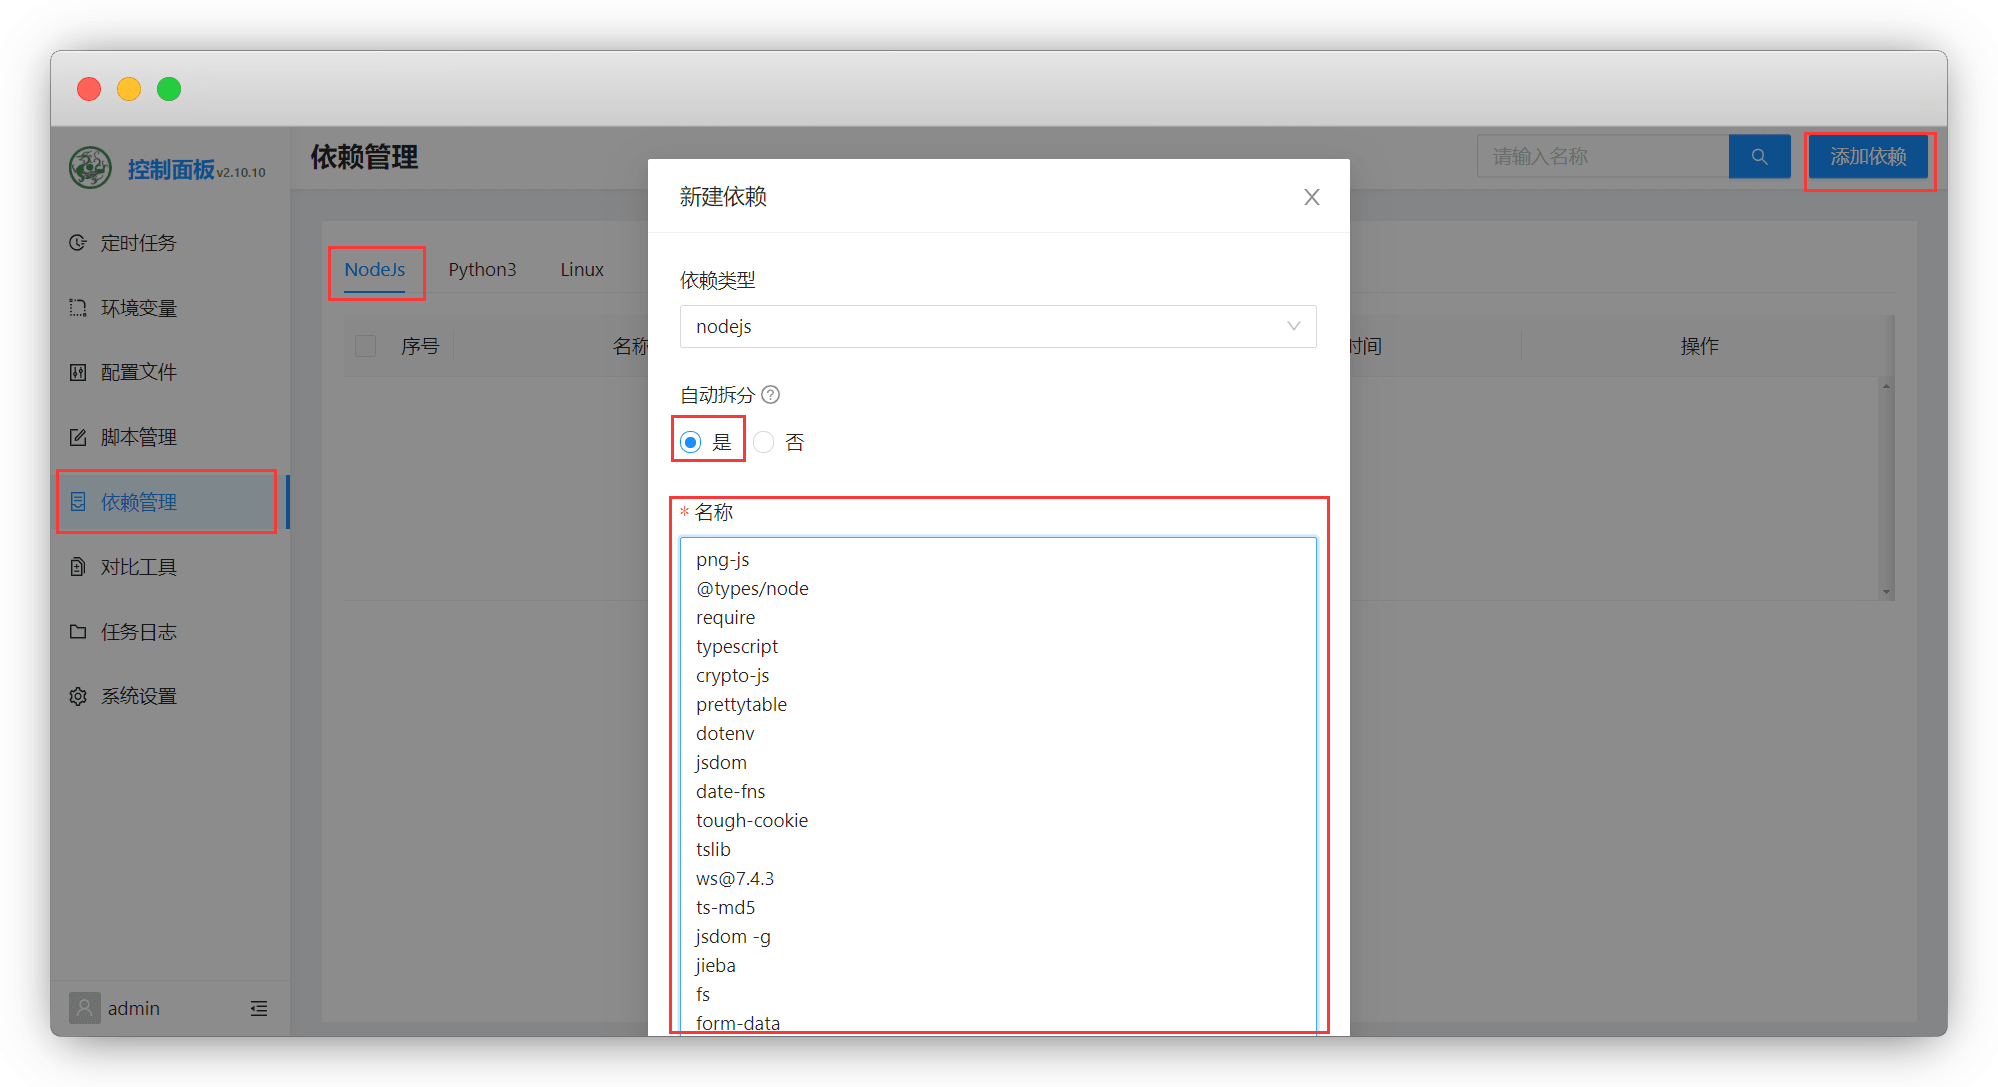 控制面板 v2.10.10
依赖管理
请输入名称
添加依赖
定时任务
环境变量
配置文件
脚本管理
依赖管理
对比工具
任务日志
系统设置
admin
NodeJs Python3 Linux
序号 名称 时间 操作
新建依赖
依赖类型
nodejs
自动拆分
是 否
* 名称
png-js
@types/node
require
typescript
crypto-js
prettytable
dotenv
jsdom
date-fns
tough-cookie
tslib
ws@7.4.3
ts-md5
jsdom -g
jieba
fs
form-data